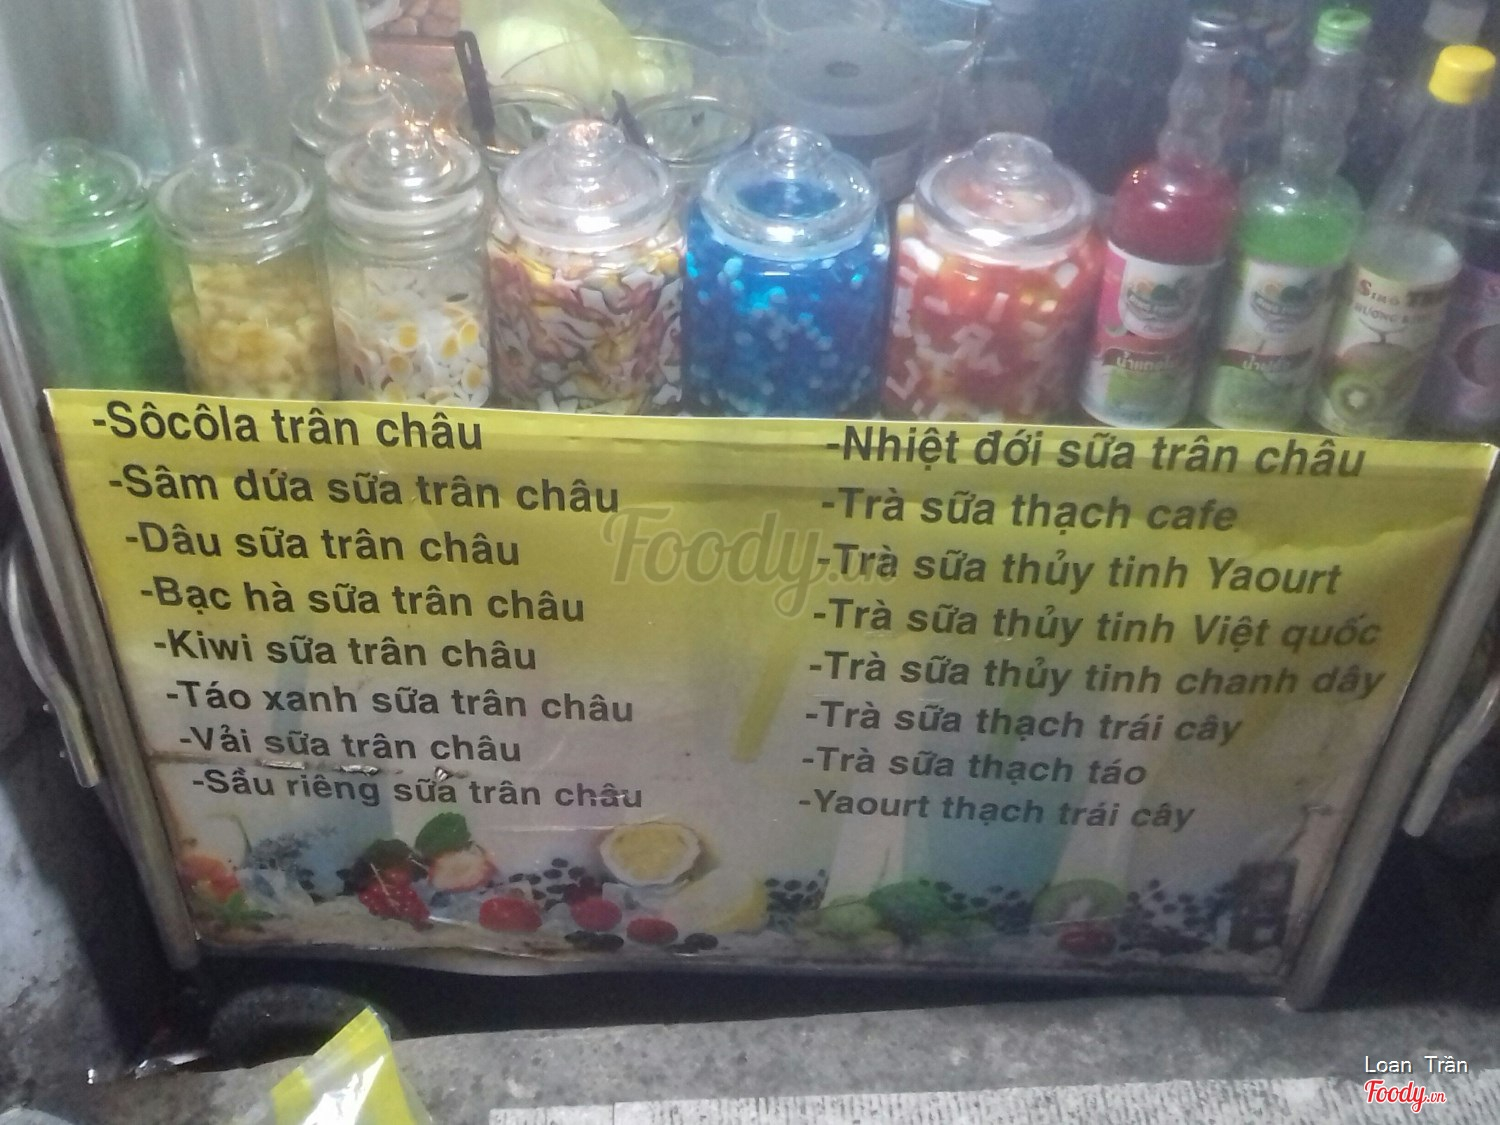 -Sôcôla trân châu
-Sâm dứa sữa trân châu
-Dâu sữa trân châu
-Bạc hà sữa trân châu
-Kiwi sữa trân châu
-Táo xanh sữa trân châu
-Vải sữa trân châu
-Sầu riêng sữa trân châu
-Nhiệt đới sữa trân châu
-Trà sữa thạch cafe
-Trà sữa thủy tinh Yaourt
-Trà sữa thủy tinh Việt quốc
-Trà sữa thủy tinh chanh dây
-Trà sữa thạch trái cây
-Trà sữa thạch táo
-Yaourt thạch trái cây
Foody.vn
Loan Trần
Foody.vn